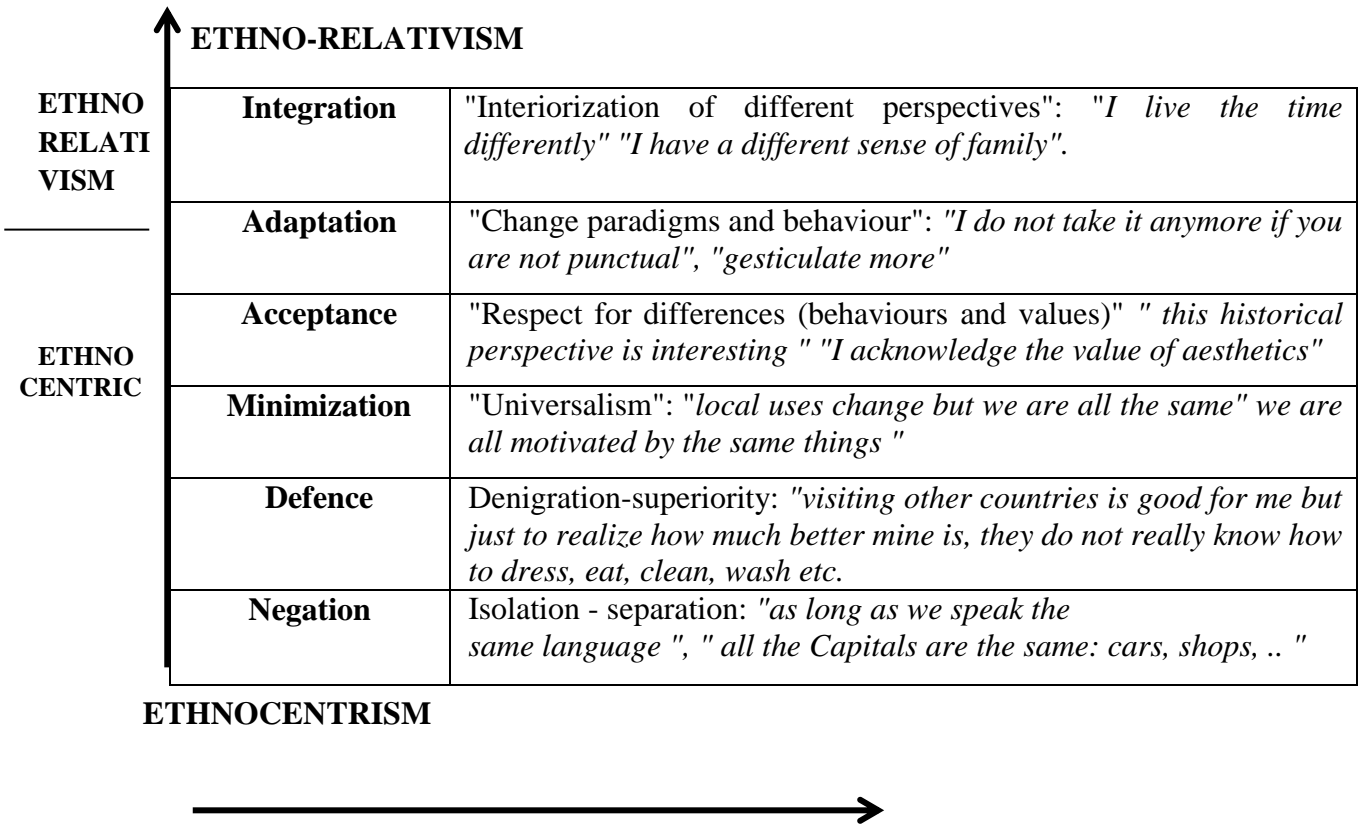 ETHNO-RELATIVISM
ETHNO
RELATI
VISM
Integration
"Interiorization of different perspectives": "I live the time
differently" "I have a different sense of family".
Adaptation
"Change paradigms and behaviour": "I do not take it anymore if you
are not punctual", "gesticulate more"
ETHNO
CENTRIC
Acceptance
"Respect for differences (behaviours and values)" " this historical
perspective is interesting " "I acknowledge the value of aesthetics"
Minimization
"Universalism": "local uses change but we are all the same" we are
all motivated by the same things "
Defence
Denigration-superiority: "visiting other countries is good for me but
just to realize how much better mine is, they do not really know how
to dress, eat, clean, wash etc.
Negation
Isolation - separation: "as long as we speak the
same language ", " all the Capitals are the same: cars, shops, .. "
ETHNOCENTRISM